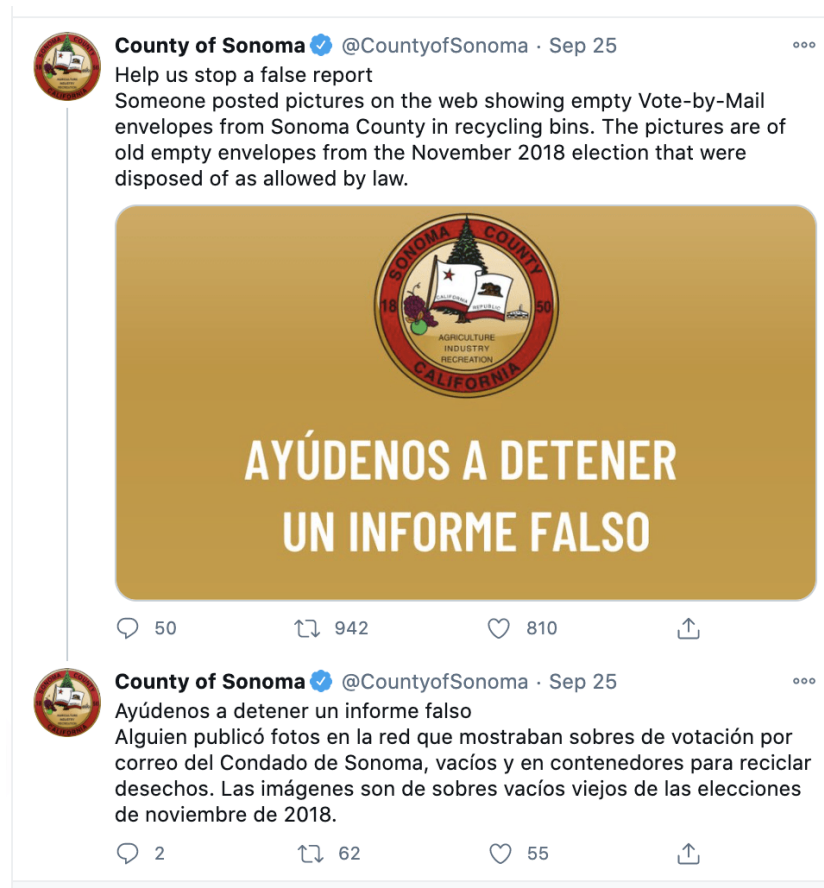 County of Sonoma @CountyofSonoma · Sep 25
Help us stop a false report
Someone posted pictures on the web showing empty Vote-by-Mail
envelopes from Sonoma County in recycling bins. The pictures are of
old empty envelopes from the November 2018 election that were
disposed of as allowed by law.
SONOMA COUNTY
18 50
CALIFORNIA REPUBLIC
AGRICULTURE
INDUSTRY
RECREATION
CALIFORNIA
AYÚDENOS A DETENER
UN INFORME FALSO
50 942 810
County of Sonoma @CountyofSonoma · Sep 25
Ayúdenos a detener un informe falso
Alguien publicó fotos en la red que mostraban sobres de votación por
correo del Condado de Sonoma, vacíos y en contenedores para reciclar
desechos. Las imágenes son de sobres vacíos viejos de las elecciones
de noviembre de 2018.
2 62 55